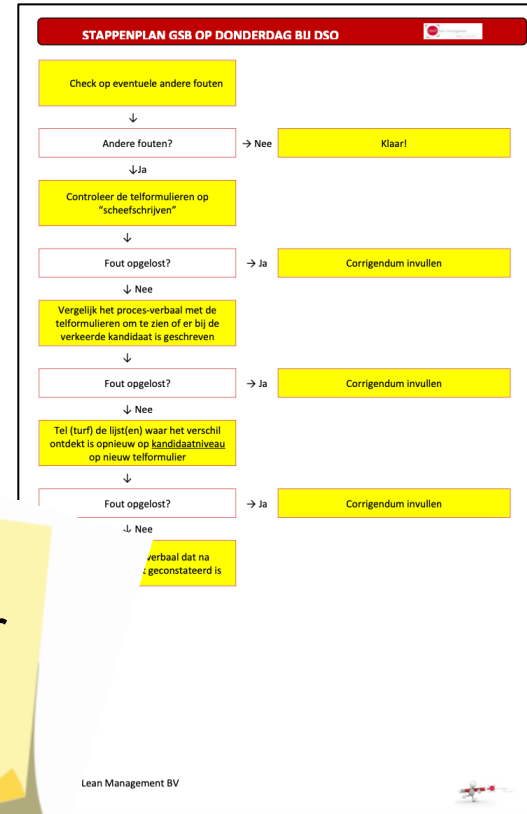 STAPPENPLAN GSB OP DONDERDAG BIJ DSO
Check op eventuele andere fouten
↓
Andere fouten?
→ Nee
Klaar!
↓Ja
Controleer de telformulieren op
“scheefschrijven”
↓
Fout opgelost?
→ Ja
Corrigendum invullen
↓ Nee
Vergelijk het proces-verbaal met de
telformulieren om te zien of er bij de
verkeerde kandidaat is geschreven
↓
Fout opgelost?
→ Ja
Corrigendum invullen
↓ Nee
Tel (turf) de lijst(en) waar het verschil
ontdekt is opnieuw op kandidaatniveau
op nieuw telformulier
↓
Fout opgelost?
→ Ja
Corrigendum invullen
↓ Nee
verbaal dat na
geconstateerd is
Lean Management BV